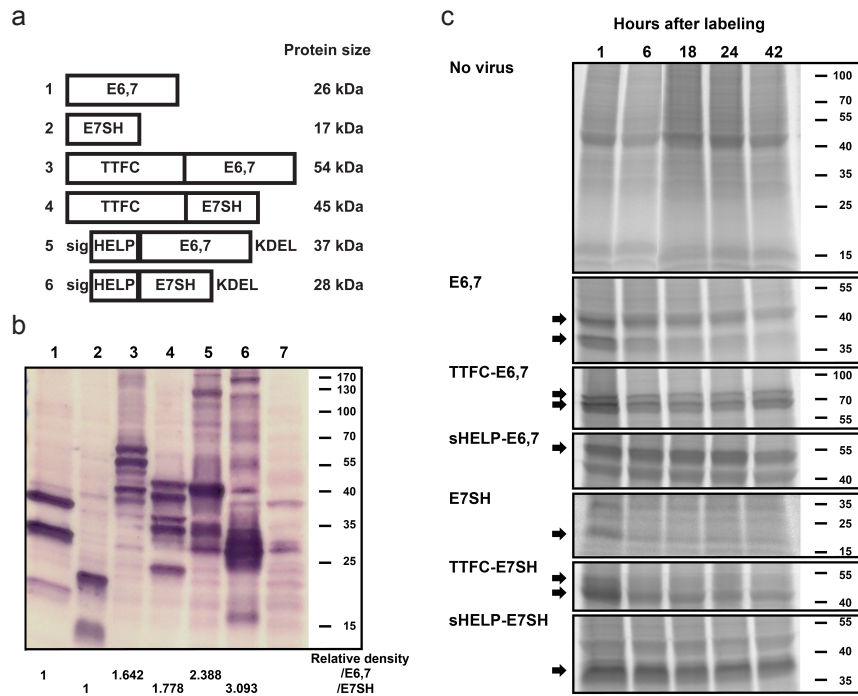 a
Protein size
1 E6,7 26 kDa
2 E7SH 17 kDa
3 TTFC E6,7 54 kDa
4 TTFC E7SH 45 kDa
5 sig HELP E6,7 KDEL 37 kDa
6 sig HELP E7SH KDEL 28 kDa
b
1 2 3 4 5 6 7
170
130
100
70
55
40
35
25
15
Relative density
1 1.642 2.388 /E6,7
1 1.778 3.093 /E7SH
c
Hours after labeling
1 6 18 24 42
No virus
100
70
55
40
35
25
15
E6,7
55
40
35
TTFC-E6,7
100
70
55
sHELP-E6,7
55
40
E7SH
35
25
15
TTFC-E7SH
55
40
sHELP-E7SH
55
40
35